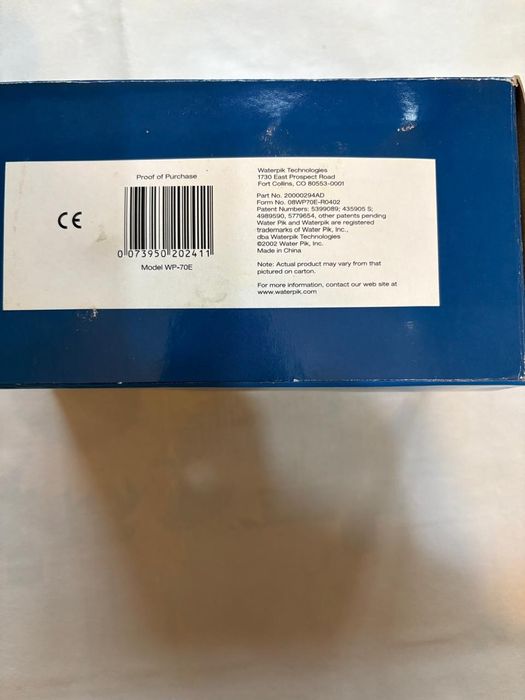 Proof of Purchase
CE
0 073950 202411
Model WP-70E
Waterpik Technologies
1730 East Prospect Road
Fort Collins, CO 80553-0001
Part No. 20000294AD
Form No. 08WP70E-R0402
Patent Numbers: 5399089; 435905 S;
4989590, 5779654, other patents pending
Water Pik and Waterpik are registered
trademarks of Water Pik, Inc.,
dba Waterpik Technologies
©2002 Water Pik, Inc.
Made in China
Note: Actual product may vary from that
pictured on carton.
For more information, contact our web site at
www.waterpik.com